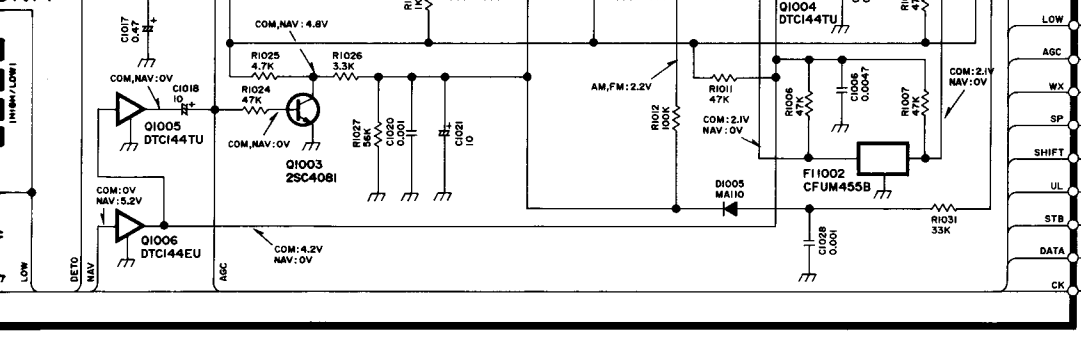 Q1004
DTC144TU
C1017
0.47
COM,NAV:4.8V
LOW
R1025
4.7K
R1026
3.3K
AGC
COM,NAV:0V
C1018
10
R1024
47K
AM,FM:2.2V
R1011
47K
R1006
47K
C1006
0.0047
R1007
47K
COM:2.1V
NAV:0V
WX
(HIGH/LOW)
Q1005
DTC144TU
COM,NAV:0V
R1027
56K
C1020
0.001
C1021
10
R1012
100K
COM:2.1V
NAV:0V
SP
Q1003
2SC4081
SHIFT
F11002
CFUM455B
COM:0V
NAV:5.2V
D1005
MA110
UL
R1031
33K
STB
Q1006
DTC144EU
COM:4.2V
NAV:0V
C1028
0.001
DATA
LOW
DETO
NAV
AGC
CK